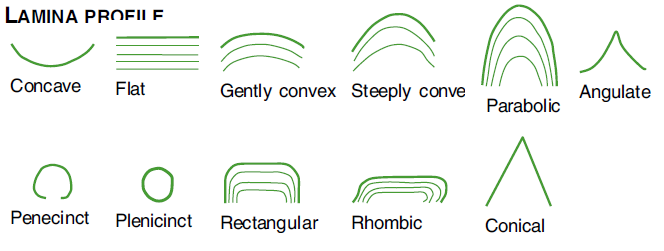 LAMINA PROFILE
Concave
Flat
Gently convex
Steeply conve
Parabolic
Angulate
Penecinct
Plenicinct
Rectangular
Rhombic
Conical